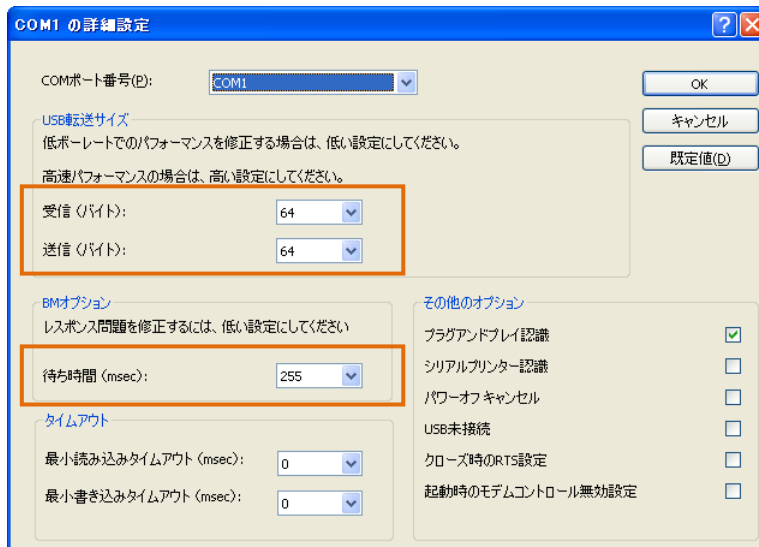 COM1 の詳細設定
COMポート番号(P):
COM1
OK
キャンセル
既定値(D)
USB転送サイズ
低ボーレートでのパフォーマンスを修正する場合は、低い設定にしてください。
高速パフォーマンスの場合は、高い設定にしてください。
受信 (バイト):
64
送信 (バイト):
64
BMオプション
レスポンス問題を修正するには、低い設定にしてください
待ち時間 (msec):
255
タイムアウト
最小読み込みタイムアウト (msec):
0
最小書き込みタイムアウト (msec):
0
その他のオプション
プラグアンドプレイ認識
シリアルプリンター認識
パワーオフ キャンセル
USB未接続
クローズ時のRTS設定
起動時のモデムコントロール無効設定